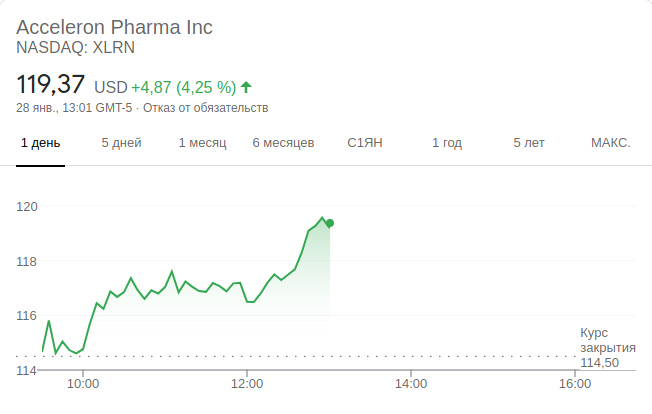 Acceleron Pharma Inc
NASDAQ: XLRN
119,37 USD +4,87 (4,25 %) ↑
28 янв., 13:01 GMT-5 · Отказ от обязательств
1 день 5 дней 1 месяц 6 месяцев С1ЯН 1 год 5 лет МАКС.
120
118
116
114
Курс
закрытия
114,50
10:00 12:00 14:00 16:00